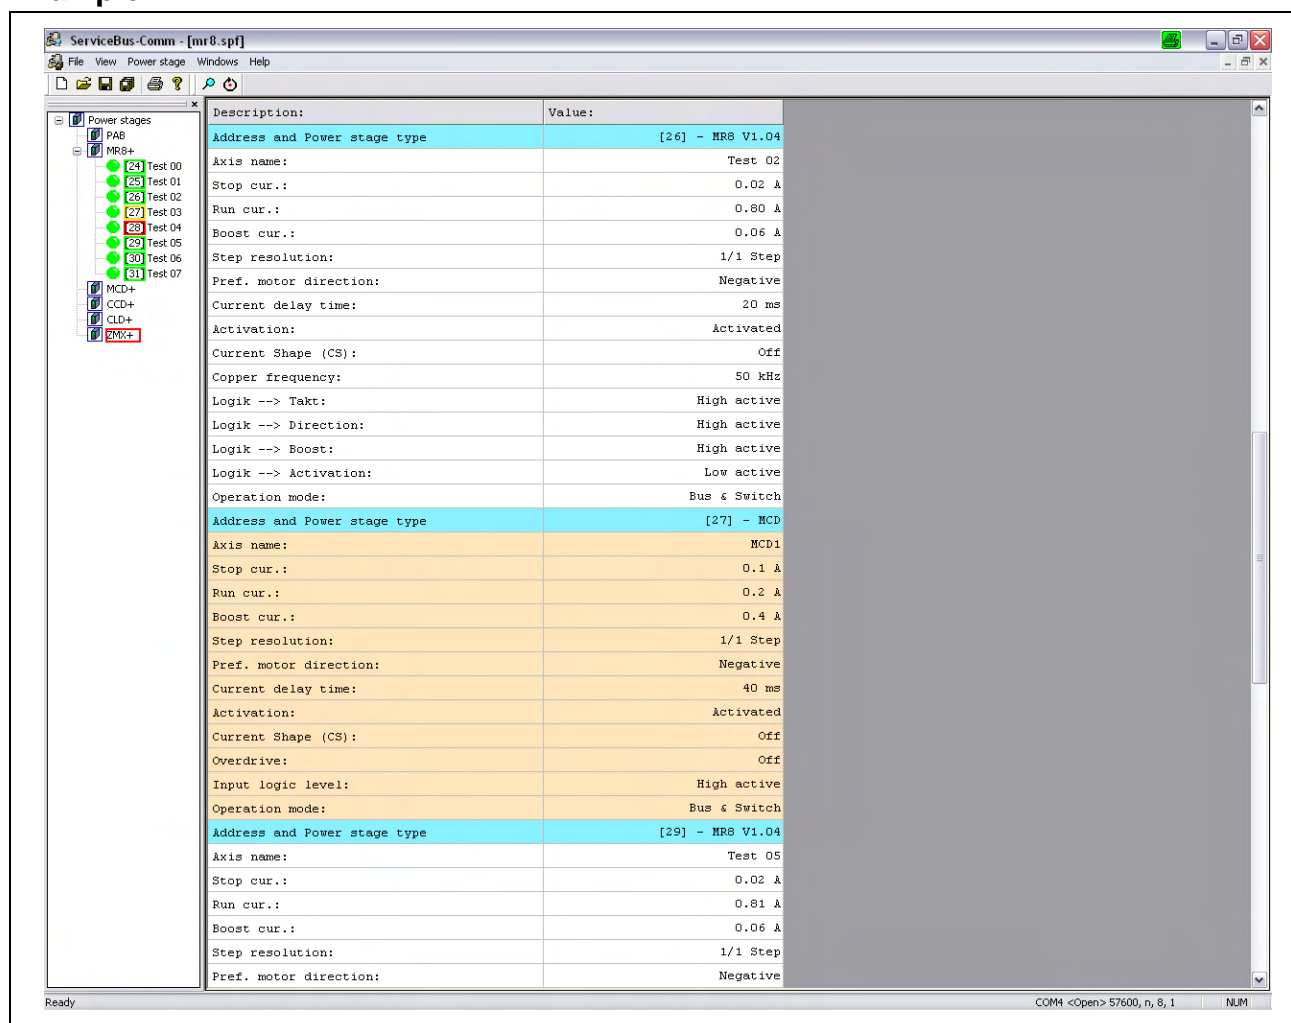 ServiceBus-Comm - [mr8.spf]
File View Power stage Windows Help
Power stages
PAB
MR8+
[24] Test 00
[25] Test 01
[26] Test 02
[27] Test 03
[28] Test 04
[29] Test 05
[30] Test 06
[31] Test 07
MCD+
CCD+
CLD+
ZMX+
Description: Value:
Address and Power stage type [26] - MR8 V1.04
Axis name: Test 02
Stop cur.: 0.02 A
Run cur.: 0.80 A
Boost cur.: 0.06 A
Step resolution: 1/1 Step
Pref. motor direction: Negative
Current delay time: 20 ms
Activation: Activated
Current Shape (CS): Off
Copper frequency: 50 kHz
Logik --> Takt: High active
Logik --> Direction: High active
Logik --> Boost: High active
Logik --> Activation: Low active
Operation mode: Bus & Switch
Address and Power stage type [27] - MCD
Axis name: MCD1
Stop cur.: 0.1 A
Run cur.: 0.2 A
Boost cur.: 0.4 A
Step resolution: 1/1 Step
Pref. motor direction: Negative
Current delay time: 40 ms
Activation: Activated
Current Shape (CS): Off
Overdrive: Off
Input logic level: High active
Operation mode: Bus & Switch
Address and Power stage type [29] - MR8 V1.04
Axis name: Test 05
Stop cur.: 0.02 A
Run cur.: 0.81 A
Boost cur.: 0.06 A
Step resolution: 1/1 Step
Pref. motor direction: Negative
Ready COM4 <Open> 57600, n, 8, 1 NUM